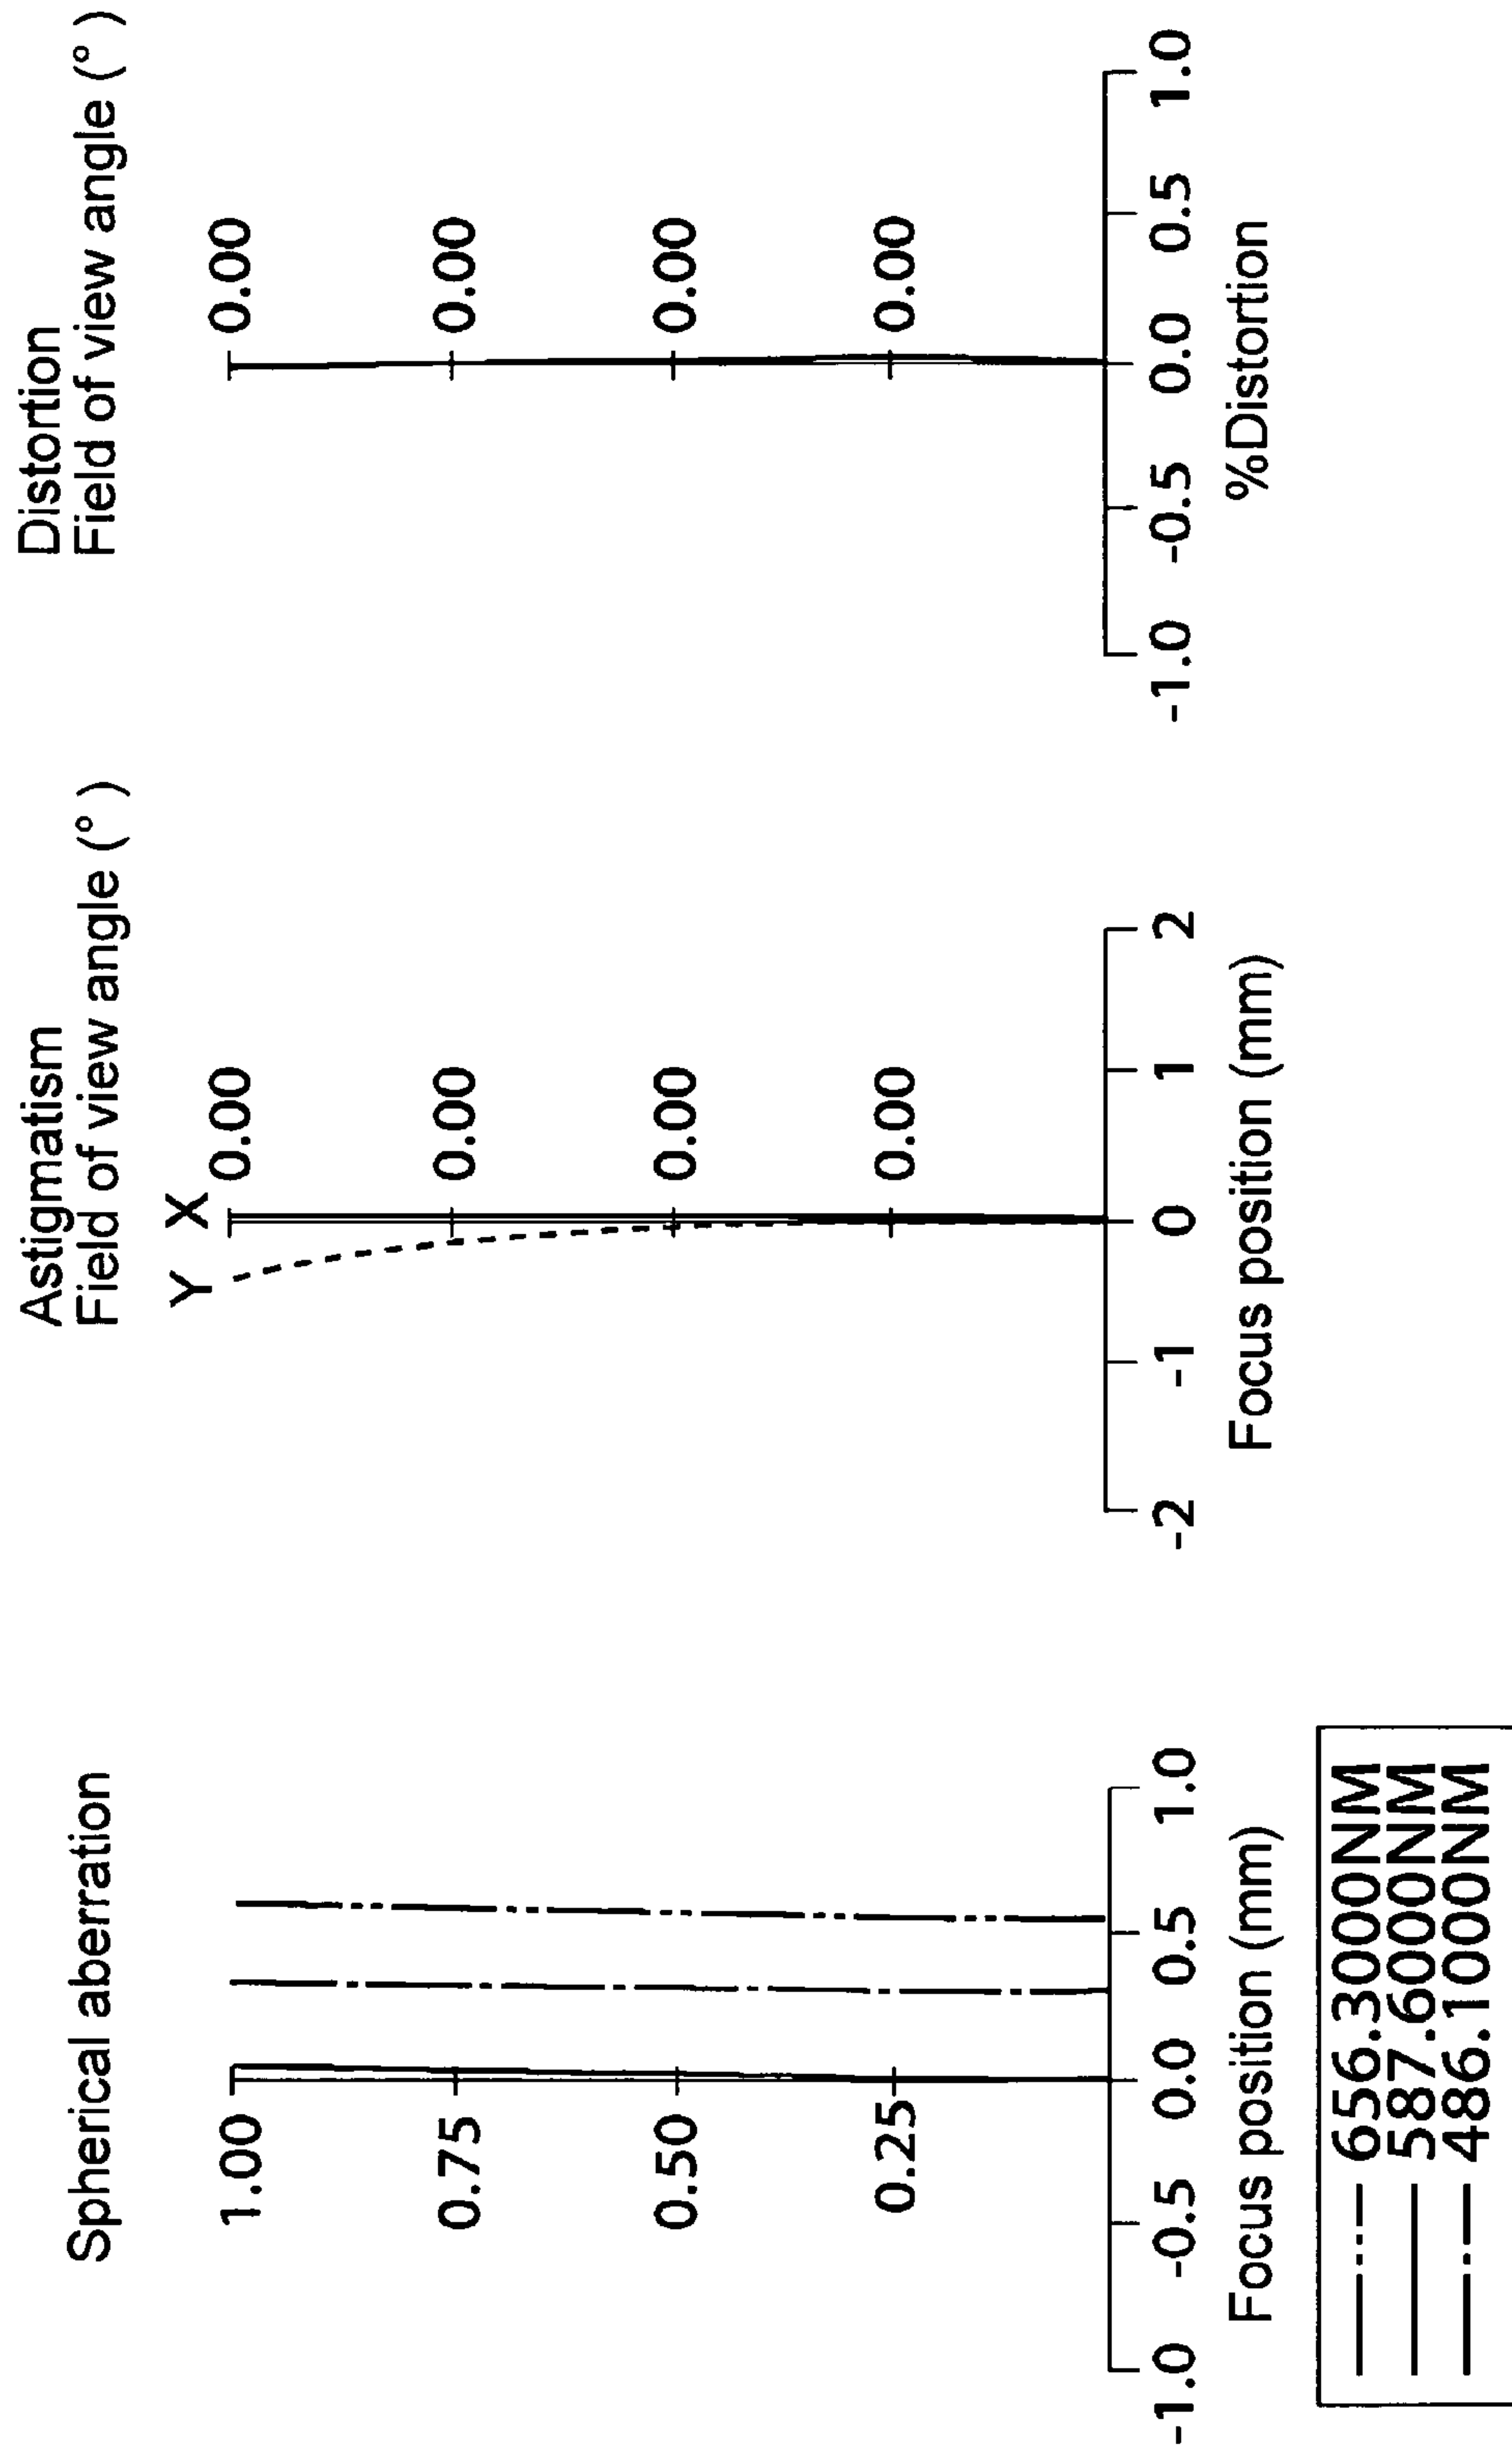 Spherical aberration
1.00
0.75
0.50
0.25
-1.0 -0.5 0.0 0.5 1.0
Focus position (mm)
656.3000NM
587.6000NM
486.1000NM
Astigmatism
Field of view angle (°)
Y X
0.00
0.00
0.00
0.00
-2 -1 0 1 2
Focus position (mm)
Distortion
Field of view angle (°)
0.00
0.00
0.00
0.00
-1.0 -0.5 0.0 0.5 1.0
%Distortion